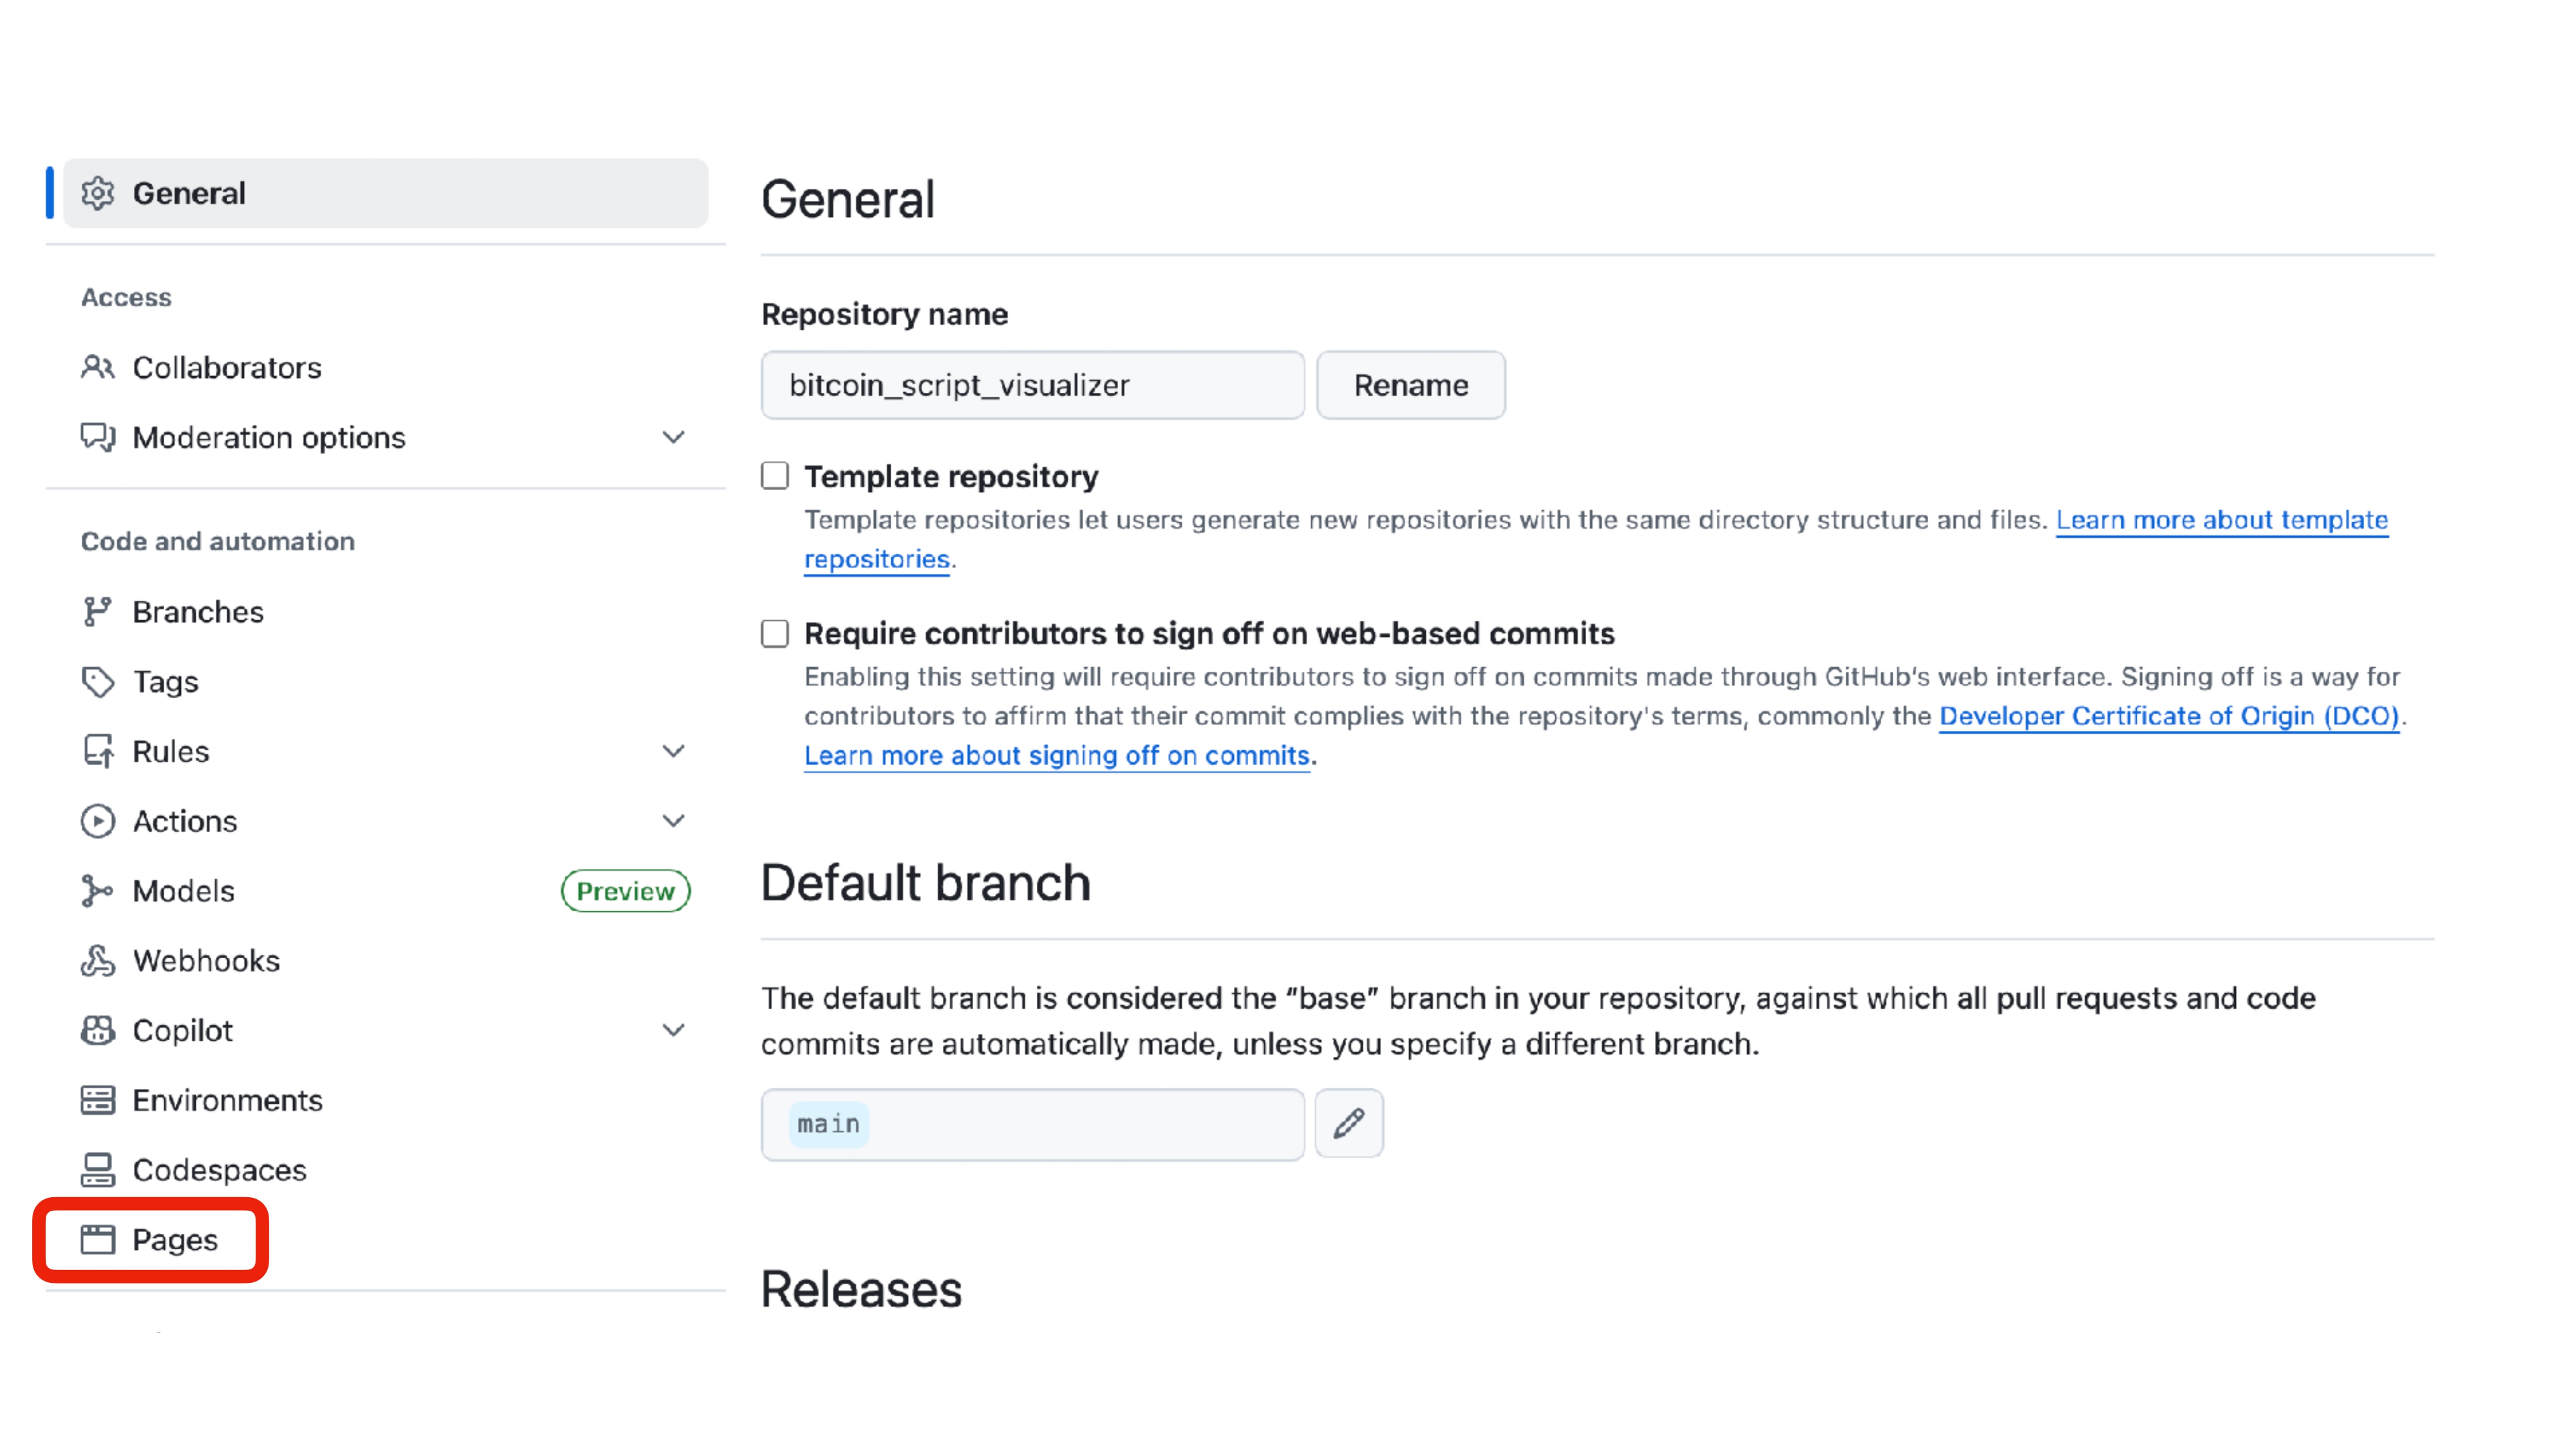 General
Access
Collaborators
Moderation options
Code and automation
Branches
Tags
Rules
Actions
Models
Preview
Webhooks
Copilot
Environments
Codespaces
Pages
General
Repository name
bitcoin_script_visualizer
Rename
Template repository
Template repositories let users generate new repositories with the same directory structure and files. Learn more about template
repositories.
Require contributors to sign off on web-based commits
Enabling this setting will require contributors to sign off on commits made through GitHub's web interface. Signing off is a way for
contributors to affirm that their commit complies with the repository's terms, commonly the Developer Certificate of Origin (DCO).
Learn more about signing off on commits.
Default branch
The default branch is considered the “base” branch in your repository, against which all pull requests and code
commits are automatically made, unless you specify a different branch.
main
Releases